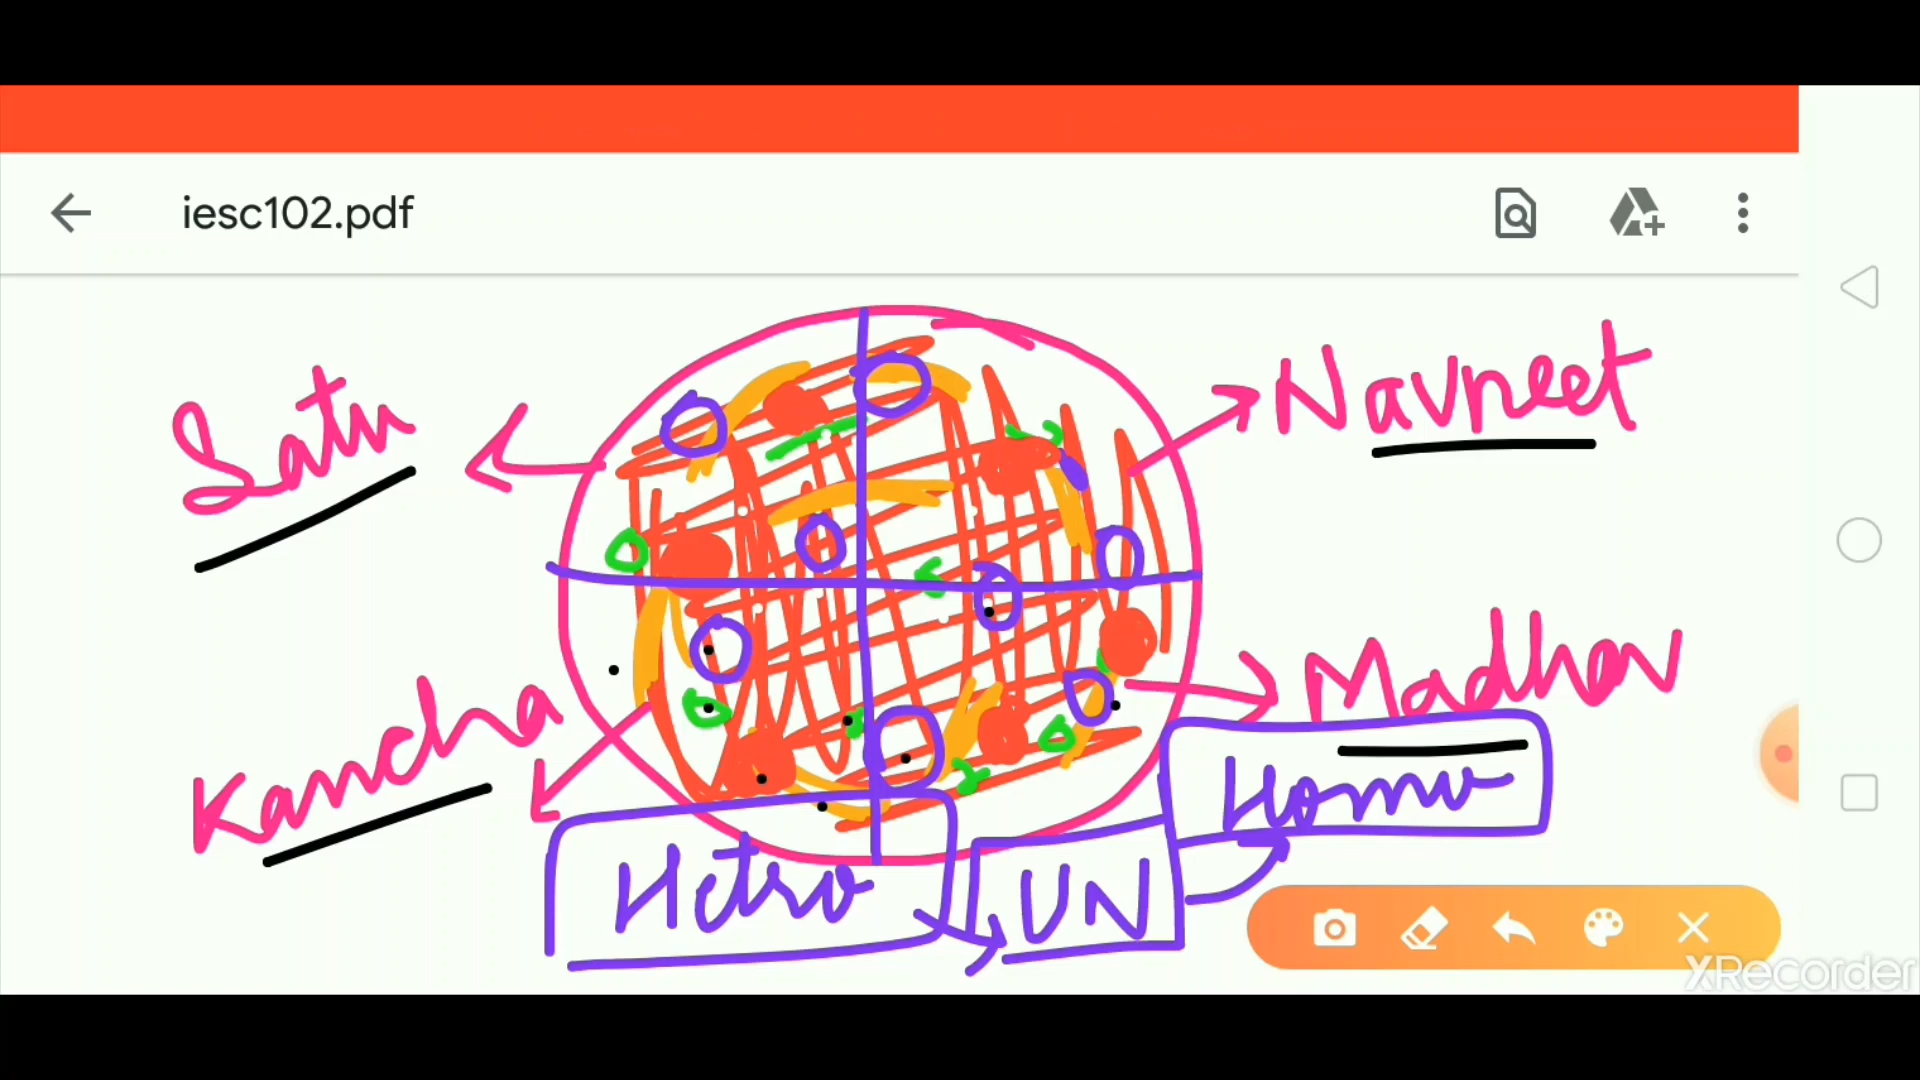 iesc102.pdf
Satu
Navneet
Kancha
Madhav
Homo
Hetro
UN
XRecorder